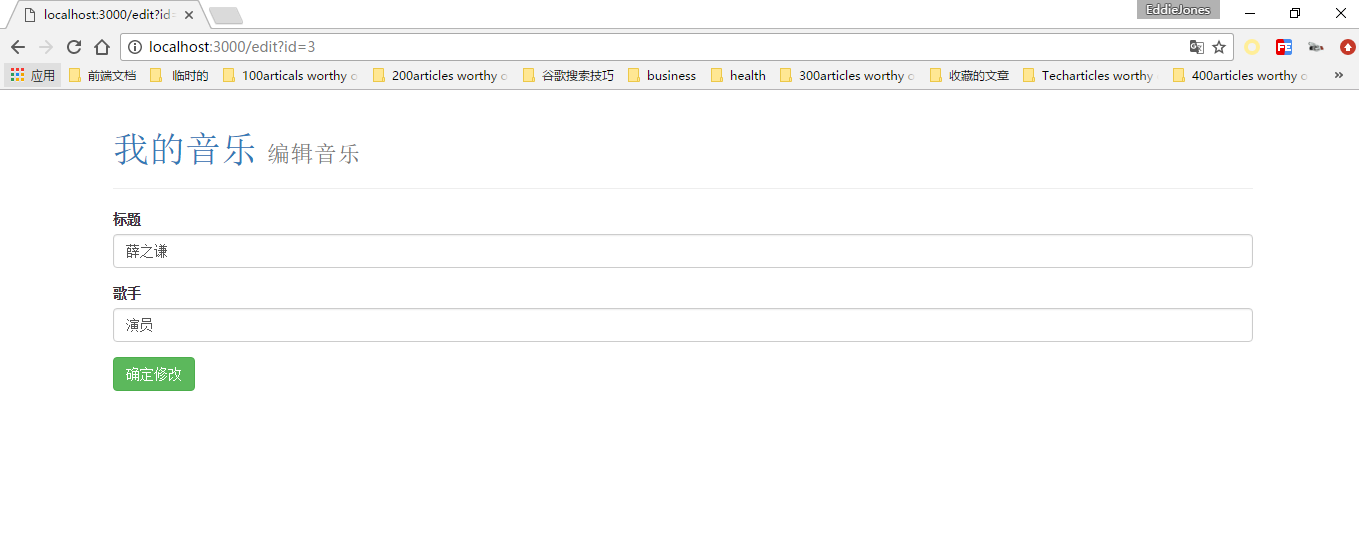 EddieJones
localhost:3000/edit?id=
localhost:3000/edit?id=3
应用 前端文档 临时的 100articals worthy 200articles worthy 谷歌搜索技巧 business health 300articles worthy 收藏的文章 Techarticles worthy 400articles worthy »
我的音乐 编辑音乐
标题
薛之谦
歌手
演员
确定修改